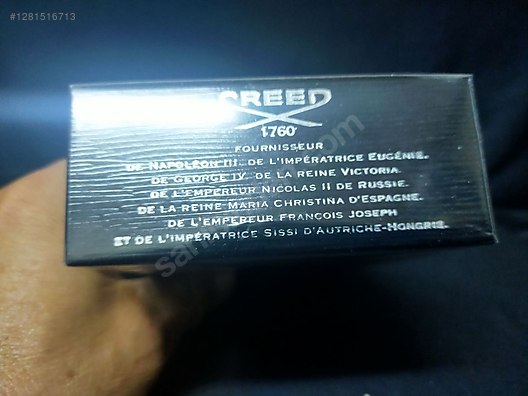 #1281516713
CREED
1760
FOURNISSEUR
DE NAPOLÉON III. DE L'IMPÉRATRICE EUGÉNIE.
DE GEORGE IV. DE LA REINE VICTORIA.
DE L'EMPEREUR NICOLAS II DE RUSSIE.
DE LA REINE MARIA CHRISTINA D'ESPAGNE.
DE L'EMPEREUR FRANCOIS JOSEPH
ET DE L'IMPÉRATRICE SISSI D'AUTRICHE-HONGRIE.